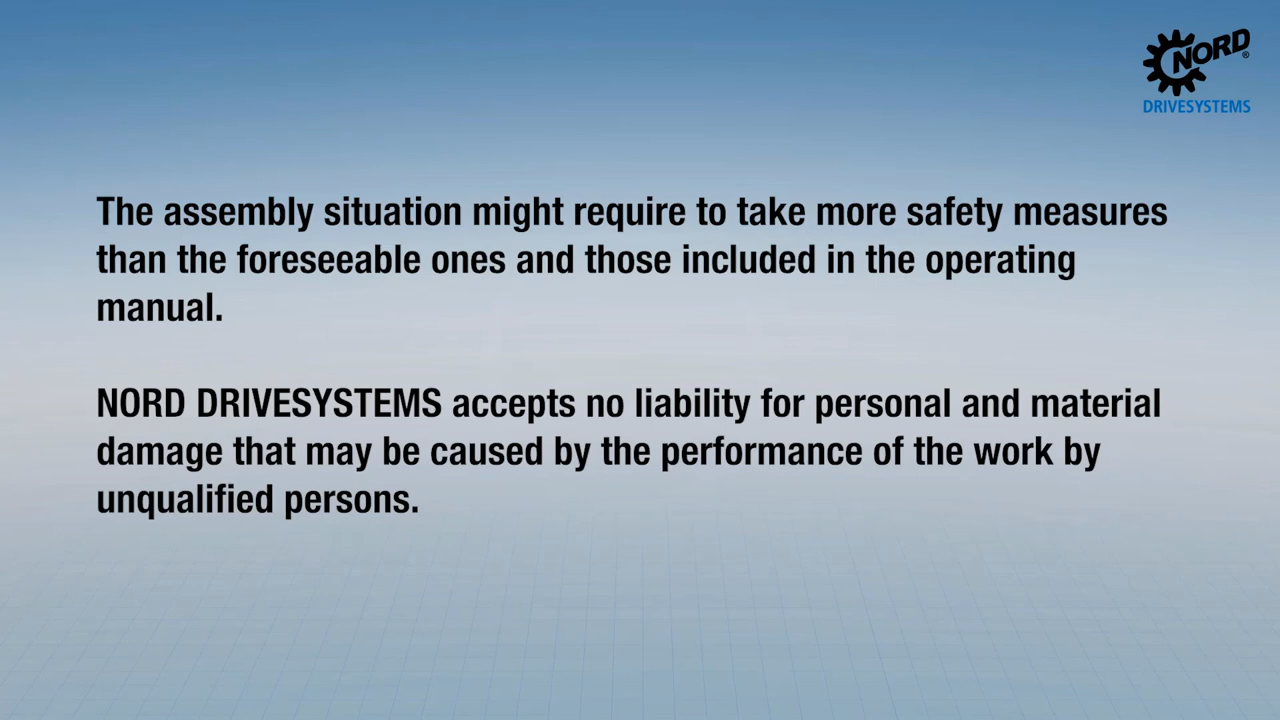 NORD
®
DRIVESYSTEMS
The assembly situation might require to take more safety measures
than the foreseeable ones and those included in the operating
manual.
NORD DRIVESYSTEMS accepts no liability for personal and material
damage that may be caused by the performance of the work by
unqualified persons.